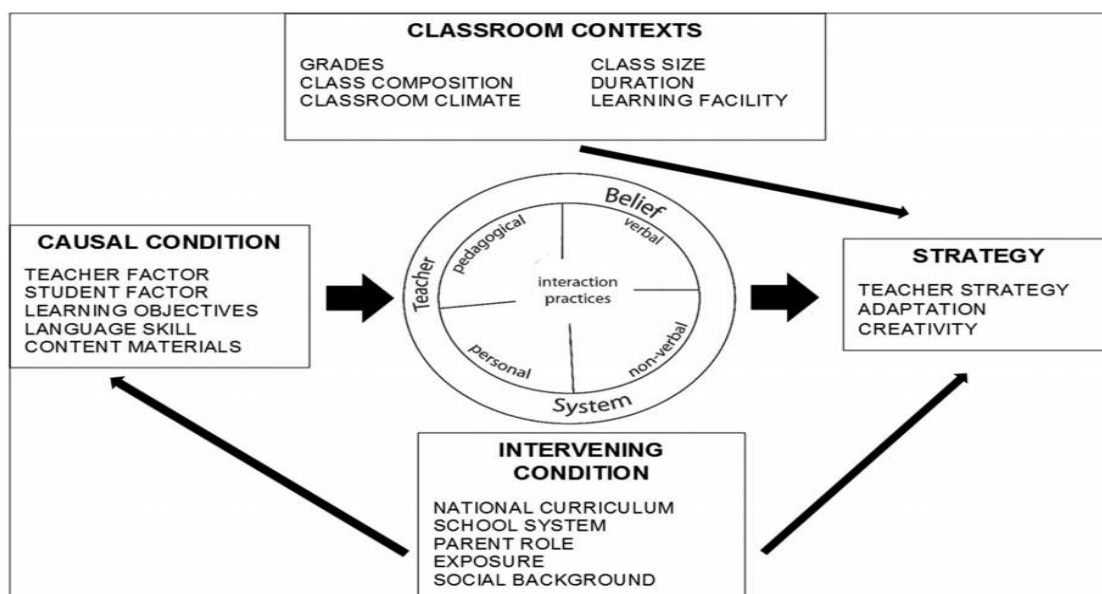 CLASSROOM CONTEXTS
GRADES
CLASS COMPOSITION
CLASSROOM CLIMATE
CLASS SIZE
DURATION
LEARNING FACILITY
CAUSAL CONDITION
TEACHER FACTOR
STUDENT FACTOR
LEARNING OBJECTIVES
LANGUAGE SKILL
CONTENT MATERIALS
Teacher
Belief
System
pedagogical
verbal
interaction
practices
personal
non-verbal
STRATEGY
TEACHER STRATEGY
ADAPTATION
CREATIVITY
INTERVENING
CONDITION
NATIONAL CURRICULUM
SCHOOL SYSTEM
PARENT ROLE
EXPOSURE
SOCIAL BACKGROUND